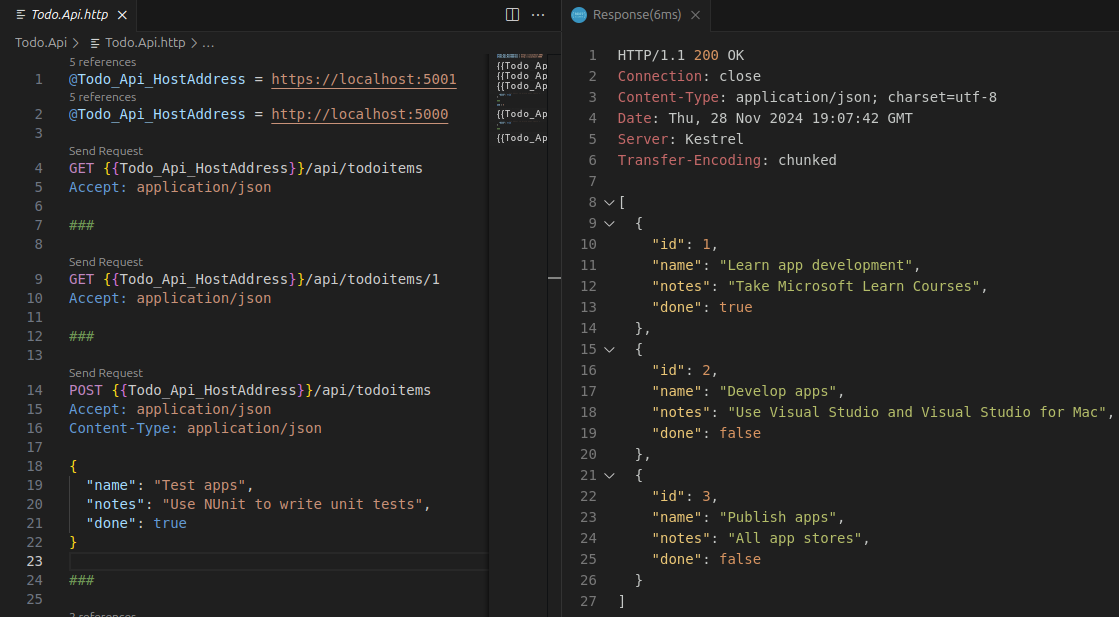 Todo.Api.http
Todo.Api > Todo.Api.http > ...
5 references
1 @Todo_Api_HostAddress = https://localhost:5001
5 references
2 @Todo_Api_HostAddress = http://localhost:5000
3
Send Request
4 GET {{Todo_Api_HostAddress}}/api/todoitems
5 Accept: application/json
6
7 ###
8
Send Request
9 GET {{Todo_Api_HostAddress}}/api/todoitems/1
10 Accept: application/json
11
12 ###
13
Send Request
14 POST {{Todo_Api_HostAddress}}/api/todoitems
15 Accept: application/json
16 Content-Type: application/json
17
18 {
19 "name": "Test apps",
20 "notes": "Use NUnit to write unit tests",
21 "done": true
22 }
23
24 ###
25
2 references
{{Todo_Ap
{{Todo_Ap
{{Todo_Ap
{{Todo_Ap
{{Todo_Ap
Response(6ms)
1 HTTP/1.1 200 OK
2 Connection: close
3 Content-Type: application/json; charset=utf-8
4 Date: Thu, 28 Nov 2024 19:07:42 GMT
5 Server: Kestrel
6 Transfer-Encoding: chunked
7
8 [
9 {
10 "id": 1,
11 "name": "Learn app development",
12 "notes": "Take Microsoft Learn Courses",
13 "done": true
14 },
15 {
16 "id": 2,
17 "name": "Develop apps",
18 "notes": "Use Visual Studio and Visual Studio for Mac",
19 "done": false
20 },
21 {
22 "id": 3,
23 "name": "Publish apps",
24 "notes": "All app stores",
25 "done": false
26 }
27 ]